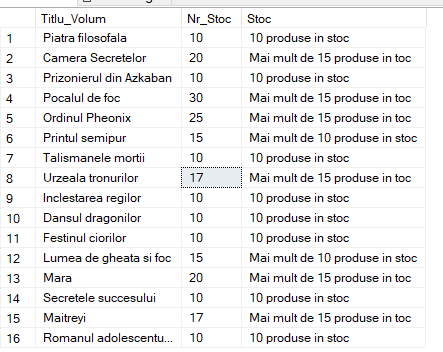 Titlu_Volum Nr_Stoc Stoc
1 Piatra filosofala 10 10 produse in stoc
2 Camera Secretelor 20 Mai mult de 15 produse in toc
3 Prizonierul din Azkaban 10 10 produse in stoc
4 Pocalul de foc 30 Mai mult de 15 produse in toc
5 Ordinul Pheonix 25 Mai mult de 15 produse in toc
6 Printul semipur 15 Mai mult de 10 produse in stoc
7 Talismanele mortii 10 10 produse in stoc
8 Urzeala tronurilor 17 Mai mult de 15 produse in toc
9 Inclestarea regilor 10 10 produse in stoc
10 Dansul dragonilor 10 10 produse in stoc
11 Festinul ciorilor 10 10 produse in stoc
12 Lumea de gheata si foc 15 Mai mult de 10 produse in stoc
13 Mara 20 Mai mult de 15 produse in toc
14 Secretele succesului 10 10 produse in stoc
15 Maitreyi 17 Mai mult de 15 produse in toc
16 Romanul adolescentu... 10 10 produse in stoc